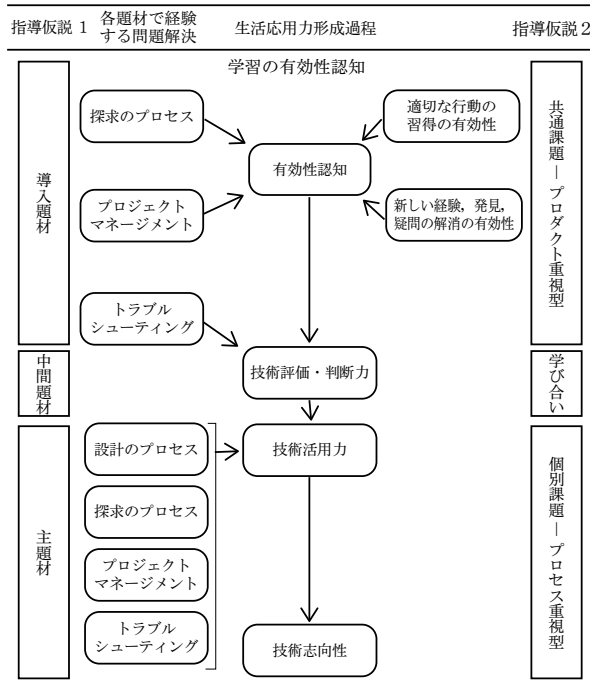 指導仮説 1
各題材で経験
する問題解決
生活応用力形成過程
指導仮説 2
学習の有効性認知
導入題材
探求のプロセス
適切な行動の
習得の有効性
有効性認知
プロジェクト
マネージメント
新しい経験，発見，
疑問の解消の有効性
共通課題―プロダクト重視型
トラブル
シューティング
中間題材
技術評価・判断力
学び合い
主題材
設計のプロセス
技術活用力
探求のプロセス
プロジェクト
マネージメント
個別課題―プロセス重視型
トラブル
シューティング
技術志向性